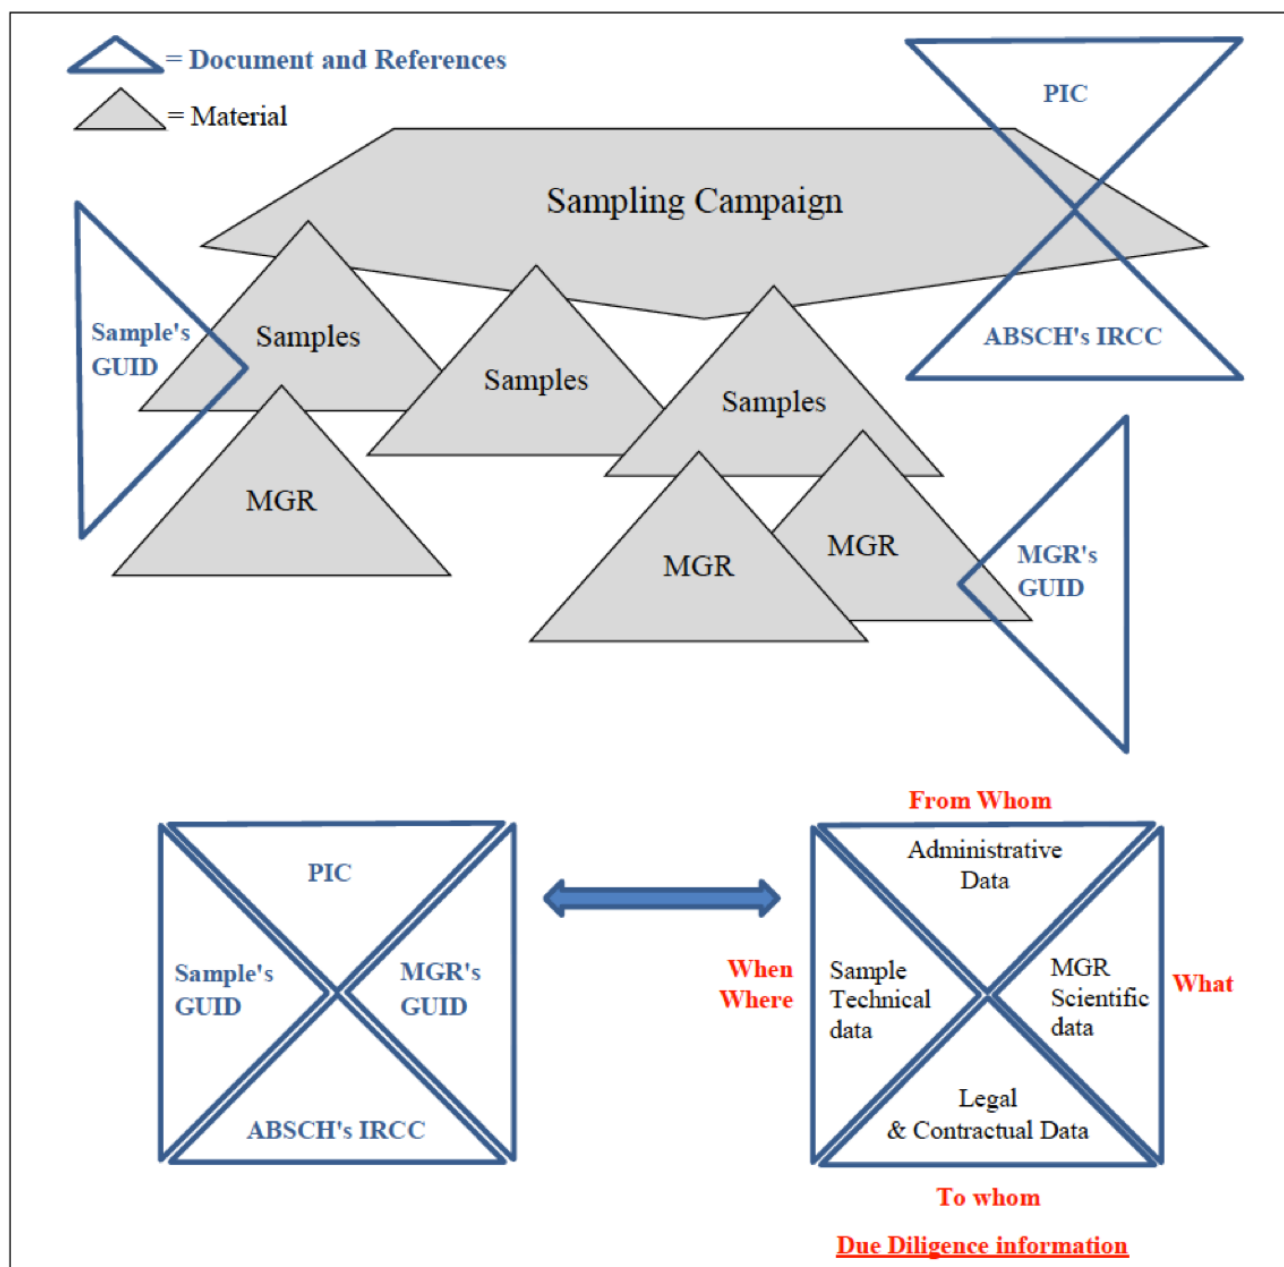 = Document and References
= Material
PIC
Sampling Campaign
ABSCH's IRCC
Sample's
GUID
Samples
Samples
Samples
MGR
MGR
MGR
MGR's
GUID
PIC
Sample's
GUID
MGR's
GUID
ABSCH's IRCC
From Whom
Administrative
Data
When
Where
Sample
Technical
data
MGR
Scientific
data
What
Legal
& Contractual Data
To whom
Due Diligence information